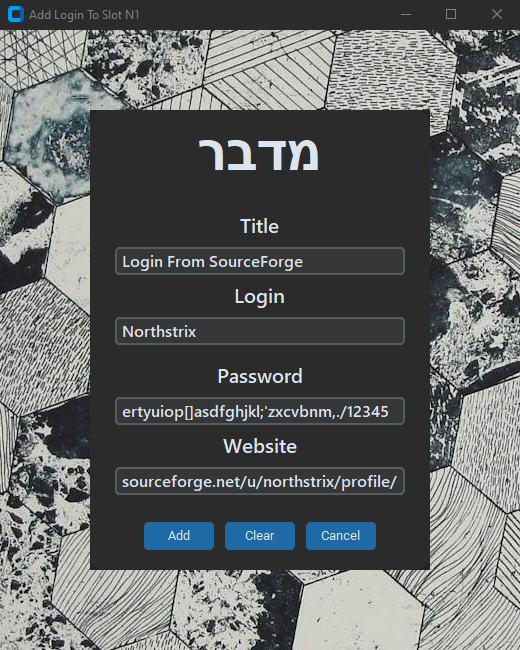 Add Login To Slot N1
מדבר
Title
Login From SourceForge
Login
Northstrix
Password
ertyuiop[]asdfghjkl;'zxcvbnm,./12345
Website
sourceforge.net/u/northstrix/profile/
Add Clear Cancel